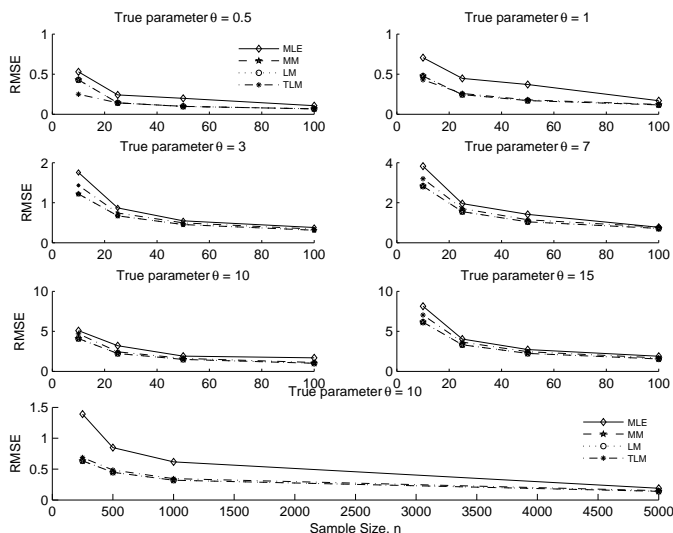 True parameter θ = 0.5
True parameter θ = 1
1
0.5
0
RMSE
0 20 40 60 80 100
MLE
MM
LM
TLM
1
0.5
0
0 20 40 60 80 100
True parameter θ = 3
True parameter θ = 7
2
1
0
RMSE
0 20 40 60 80 100
4
2
0
0 20 40 60 80 100
True parameter θ = 10
True parameter θ = 15
10
5
0
RMSE
0 20 40 60 80 100
10
5
0
0 20 40 60 80 100
True parameter θ = 10
1.5
1
0.5
0
RMSE
MLE
MM
LM
TLM
500 1000 1500 2000 2500 3000 3500 4000 4500 5000
Sample Size, n